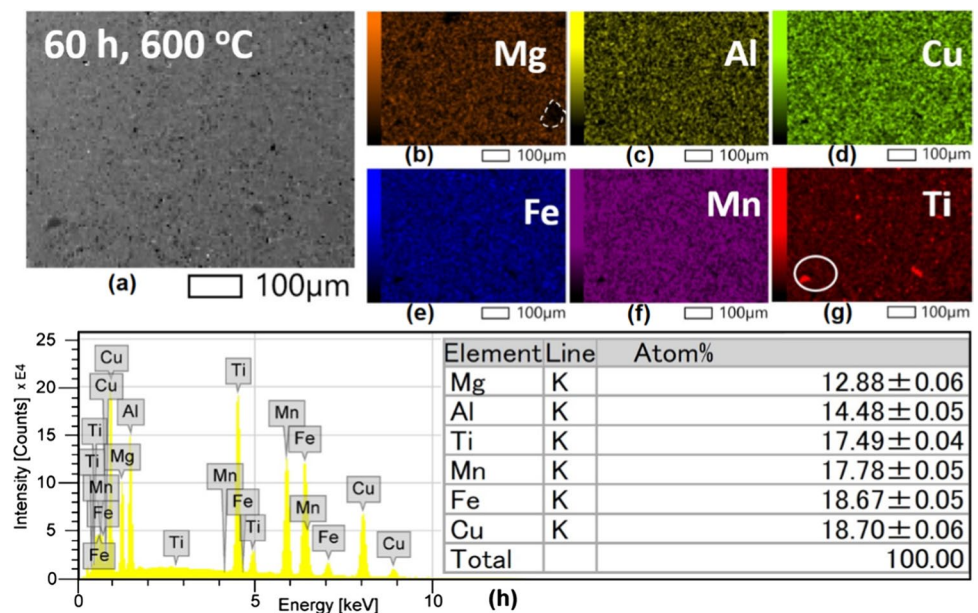 60 h, 600 °C
Mg
Al
Cu
(a)
100µm
(b)
100µm
(c)
100µm
(d)
100µm
Fe
Mn
Ti
(e)
100µm
(f)
100µm
(g)
100µm
Intensity [Counts] x E4
25
20
15
10
5
0
Cu
Cu
Ti
Ti
Mn
Fe
Fe
Mg
Al
Ti
Mn
Fe
Ti
Ti
Mn
Fe
Mn
Fe
Cu
Cu
0
5
10
Energy [keV]
(h)
Element Line Atom%
Mg K 12.88±0.06
Al K 14.48±0.05
Ti K 17.49±0.04
Mn K 17.78±0.05
Fe K 18.67±0.05
Cu K 18.70±0.06
Total 100.00